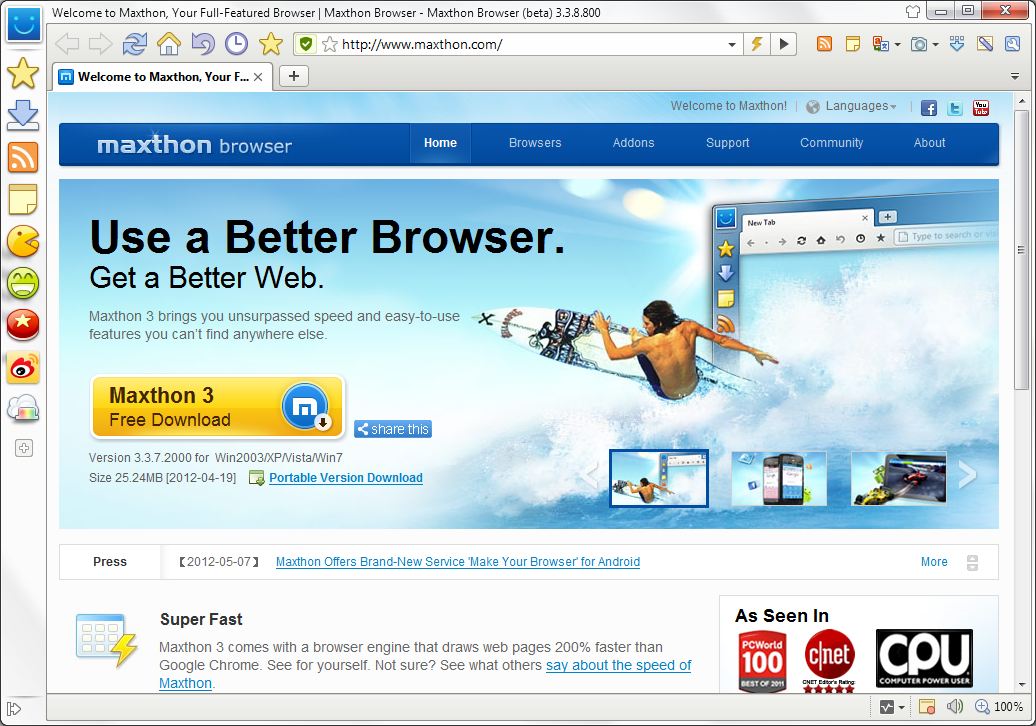 Welcome to Maxthon, Your Full-Featured Browser | Maxthon Browser - Maxthon Browser (beta) 3.3.8.800
http://www.maxthon.com/
Welcome to Maxthon, Your F...
Welcome to Maxthon! | Languages |
You Tube
maxthon browser
Home Browsers Addons Support Community About
New Tab
Type to search or
Use a Better Browser.
Get a Better Web.
Maxthon 3 brings you unsurpassed speed and easy-to-use
features you can't find anywhere else.
Maxthon 3
Free Download
share this
Version 3.3.7.2000 for Win2003/XP/Vista/Win7
Size 25.24MB [2012-04-19] Portable Version Download
Press 【2012-05-07】 Maxthon Offers Brand-New Service 'Make Your Browser' for Android More
Super Fast
Maxthon 3 comes with a browser engine that draws web pages 200% faster than
Google Chrome. See for yourself. Not sure? See what others say about the speed of
Maxthon.
As Seen In
PCWorld
100
BEST OF 2011
c|net
CNET Editor's Rating:
CPU
COMPUTER POWER USER
100%